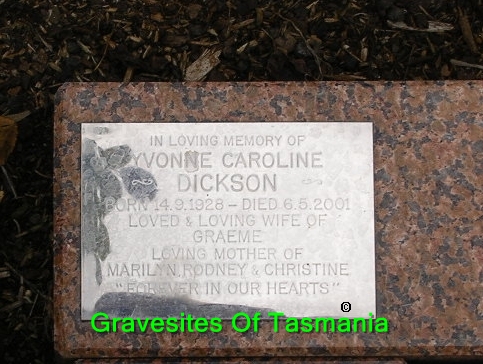 IN LOVING MEMORY OF
YVONNE CAROLINE
DICKSON
BORN 14.9.1928 - DIED 6.5.2001
LOVED & LOVING WIFE OF
GRAEME
LOVING MOTHER OF
MARILYN, RODNEY & CHRISTINE
"FOREVER IN OUR HEARTS"
©
Gravesites Of Tasmania